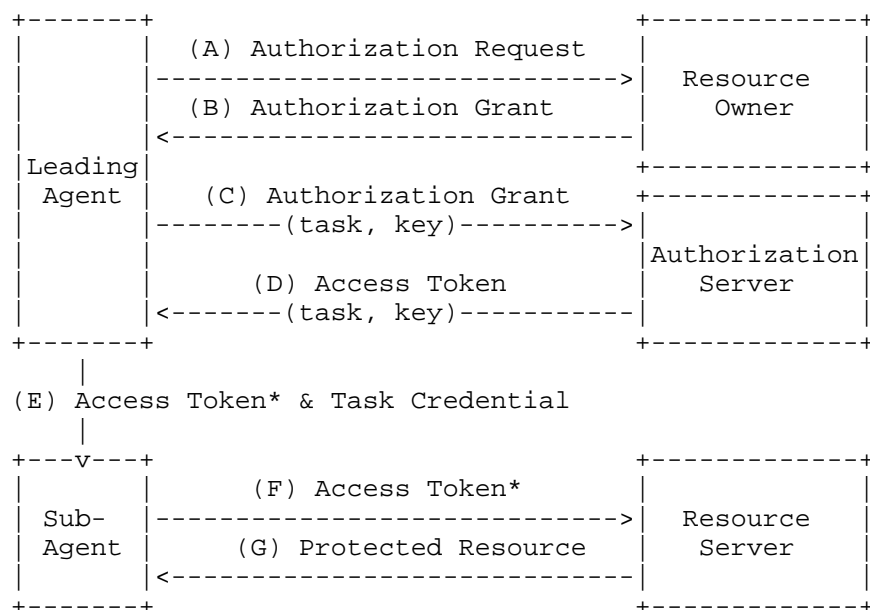 (A) Authorization Request
Resource
(B) Authorization Grant
Owner
Leading
Agent
(C) Authorization Grant
(task, key)
Authorization
(D) Access Token
Server
(task, key)
(E) Access Token* & Task Credential
v
(F) Access Token*
Sub-
Resource
Agent
(G) Protected Resource
Server